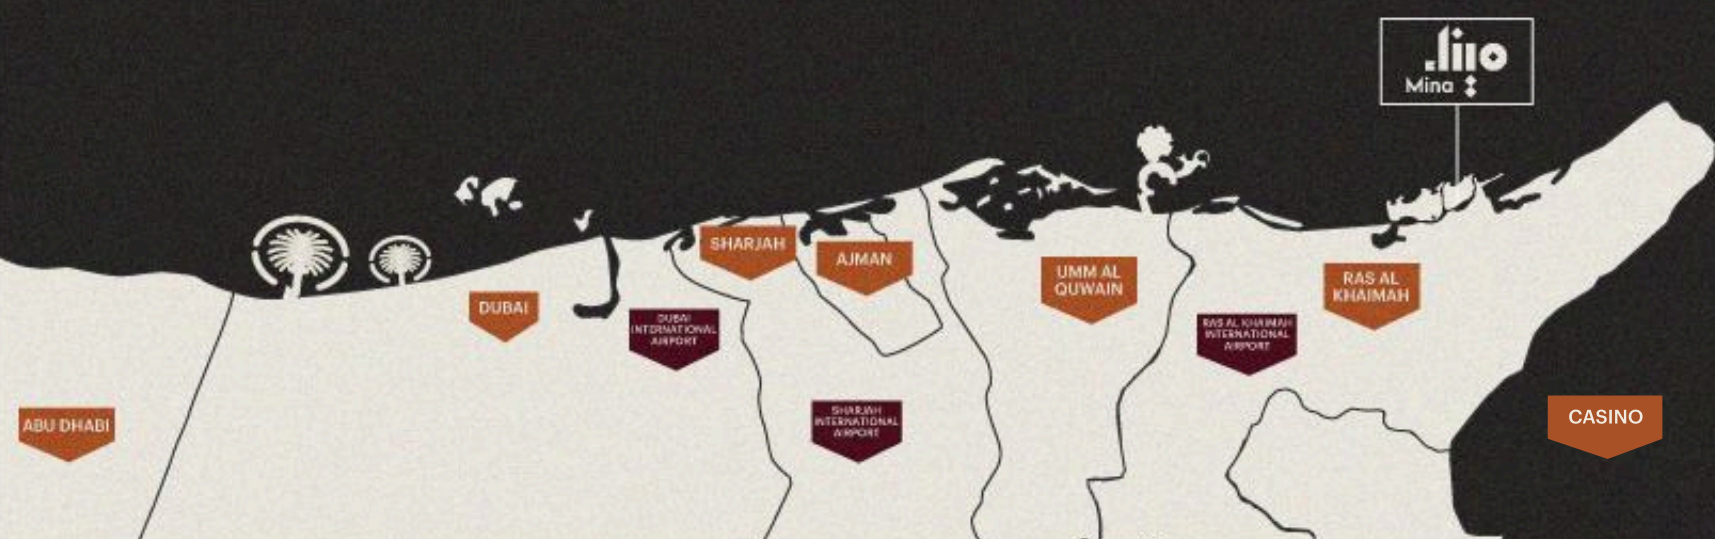 مينا
Mina
SHARJAH
AJMAN
UMM AL
QUWAIN
RAS AL
KHAIMAH
DUBAI
DUBAI
INTERNATIONAL
AIRPORT
RAS AL KHAIMAH
INTERNATIONAL
AIRPORT
ABU DHABI
SHARJAH
INTERNATIONAL
AIRPORT
CASINO